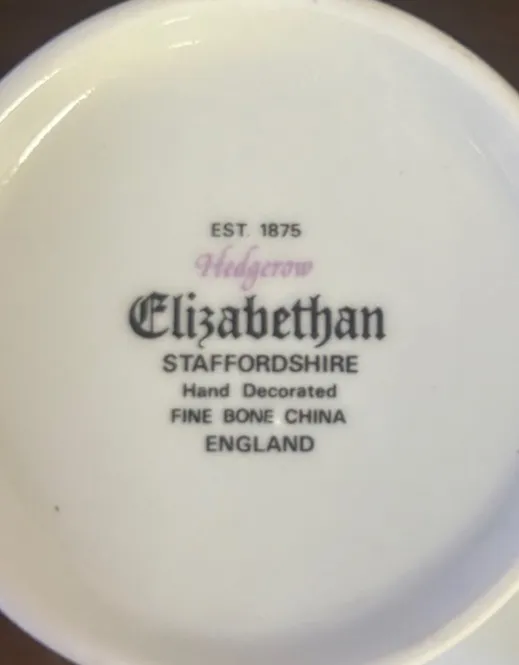 EST. 1875
Hedgerow
Elizabethan
STAFFORDSHIRE
Hand Decorated
FINE BONE CHINA
ENGLAND